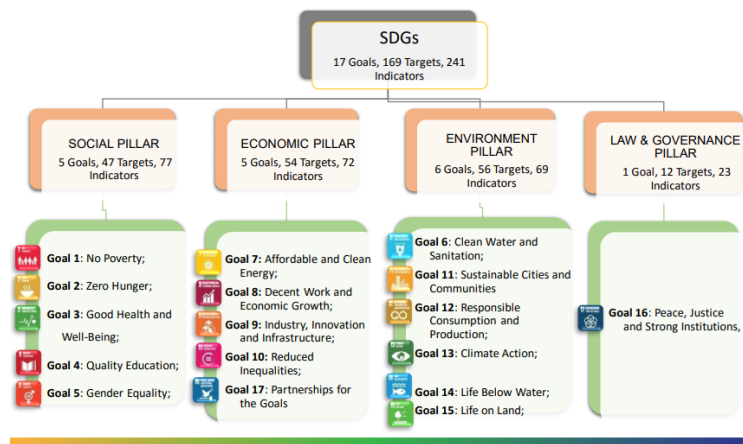 SDGs
17 Goals, 169 Targets, 241
Indicators
SOCIAL PILLAR
5 Goals, 47 Targets, 77
Indicators
ECONOMIC PILLAR
5 Goals, 54 Targets, 72
Indicators
ENVIRONMENT
PILLAR
6 Goals, 56 Targets, 69
Indicators
LAW & GOVERNANCE
PILLAR
1 Goal, 12 Targets, 23
Indicators
Goal 1: No Poverty;
Goal 2: Zero Hunger;
Goal 3: Good Health and
Well-Being;
Goal 4: Quality Education;
Goal 5: Gender Equality;
Goal 7: Affordable and Clean
Energy;
Goal 8: Decent Work and
Economic Growth;
Goal 9: Industry, Innovation
and Infrastructure;
Goal 10: Reduced
Inequalities;
Goal 17: Partnerships for
the Goals
Goal 6: Clean Water and
Sanitation;
Goal 11: Sustainable Cities and
Communities
Goal 12: Responsible
Consumption and
Production;
Goal 13: Climate Action;
Goal 14: Life Below Water;
Goal 15: Life on Land;
Goal 16: Peace, Justice
and Strong Institutions,